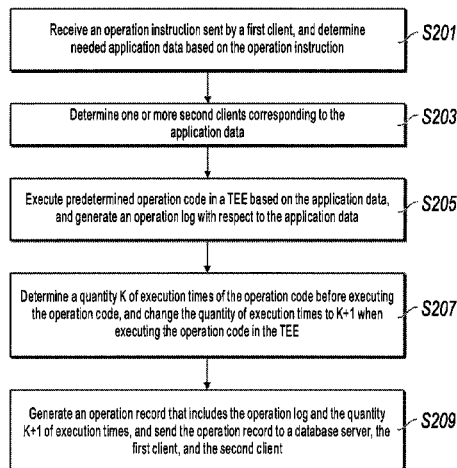 Receive an operation instruction sent by a first client, and determine
needed application data based on the operation instruction
S201
Determine one or more second clients corresponding to the
application data
S203
Execute predetermined operation code in a TEE based on the application data,
and generate an operation log with respect to the application data
S205
Determine a quantity K of execution times of the operation code before executing
the operation code, and change the quantity of execution times to K+1 when
executing the operation code in the TEE
S207
Generate an operation record that includes the operation log and the quantity
K+1 of execution times, and send the operation record to a database server, the
first client, and the second client
S209